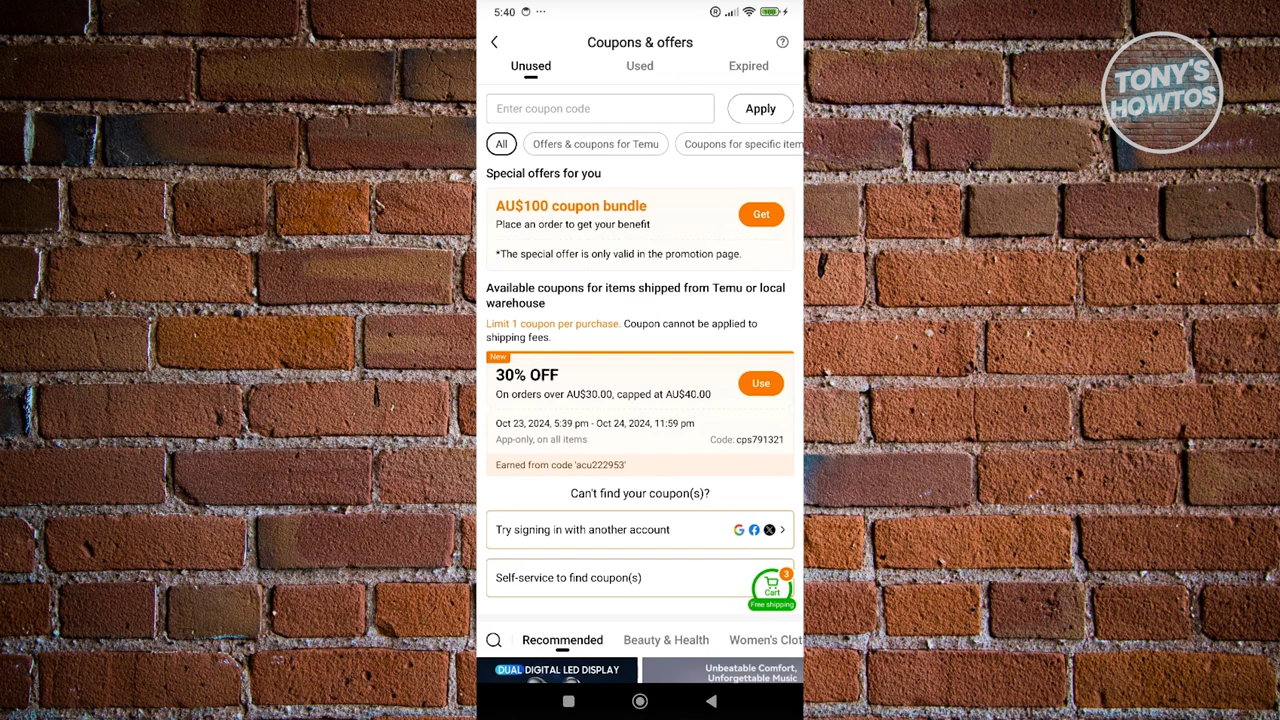 5:40
TONY'S
HOWTOS
Coupons & offers
Unused
Used
Expired
Enter coupon code
Apply
All
Offers & coupons for Temu
Coupons for specific item
Special offers for you
AU$100 coupon bundle
Get
Place an order to get your benefit
*The special offer is only valid in the promotion page.
Available coupons for items shipped from Temu or local
warehouse
Limit 1 coupon per purchase. Coupon cannot be applied to
shipping fees.
New
30% OFF
Use
On orders over AU$30.00, capped at AU$40.00
Oct 23, 2024, 5:39 pm - Oct 24, 2024, 11:59 pm
App-only, on all items
Code: cps791321
Earned from code 'acu222953'
Can't find your coupon(s)?
Try signing in with another account
Self-service to find coupon(s)
3
Cart
Free shipping
Recommended
Beauty & Health
Women's Clot
DUAL DIGITAL LED DISPLAY
Unbeatable Comfort,
Unforgettable Music